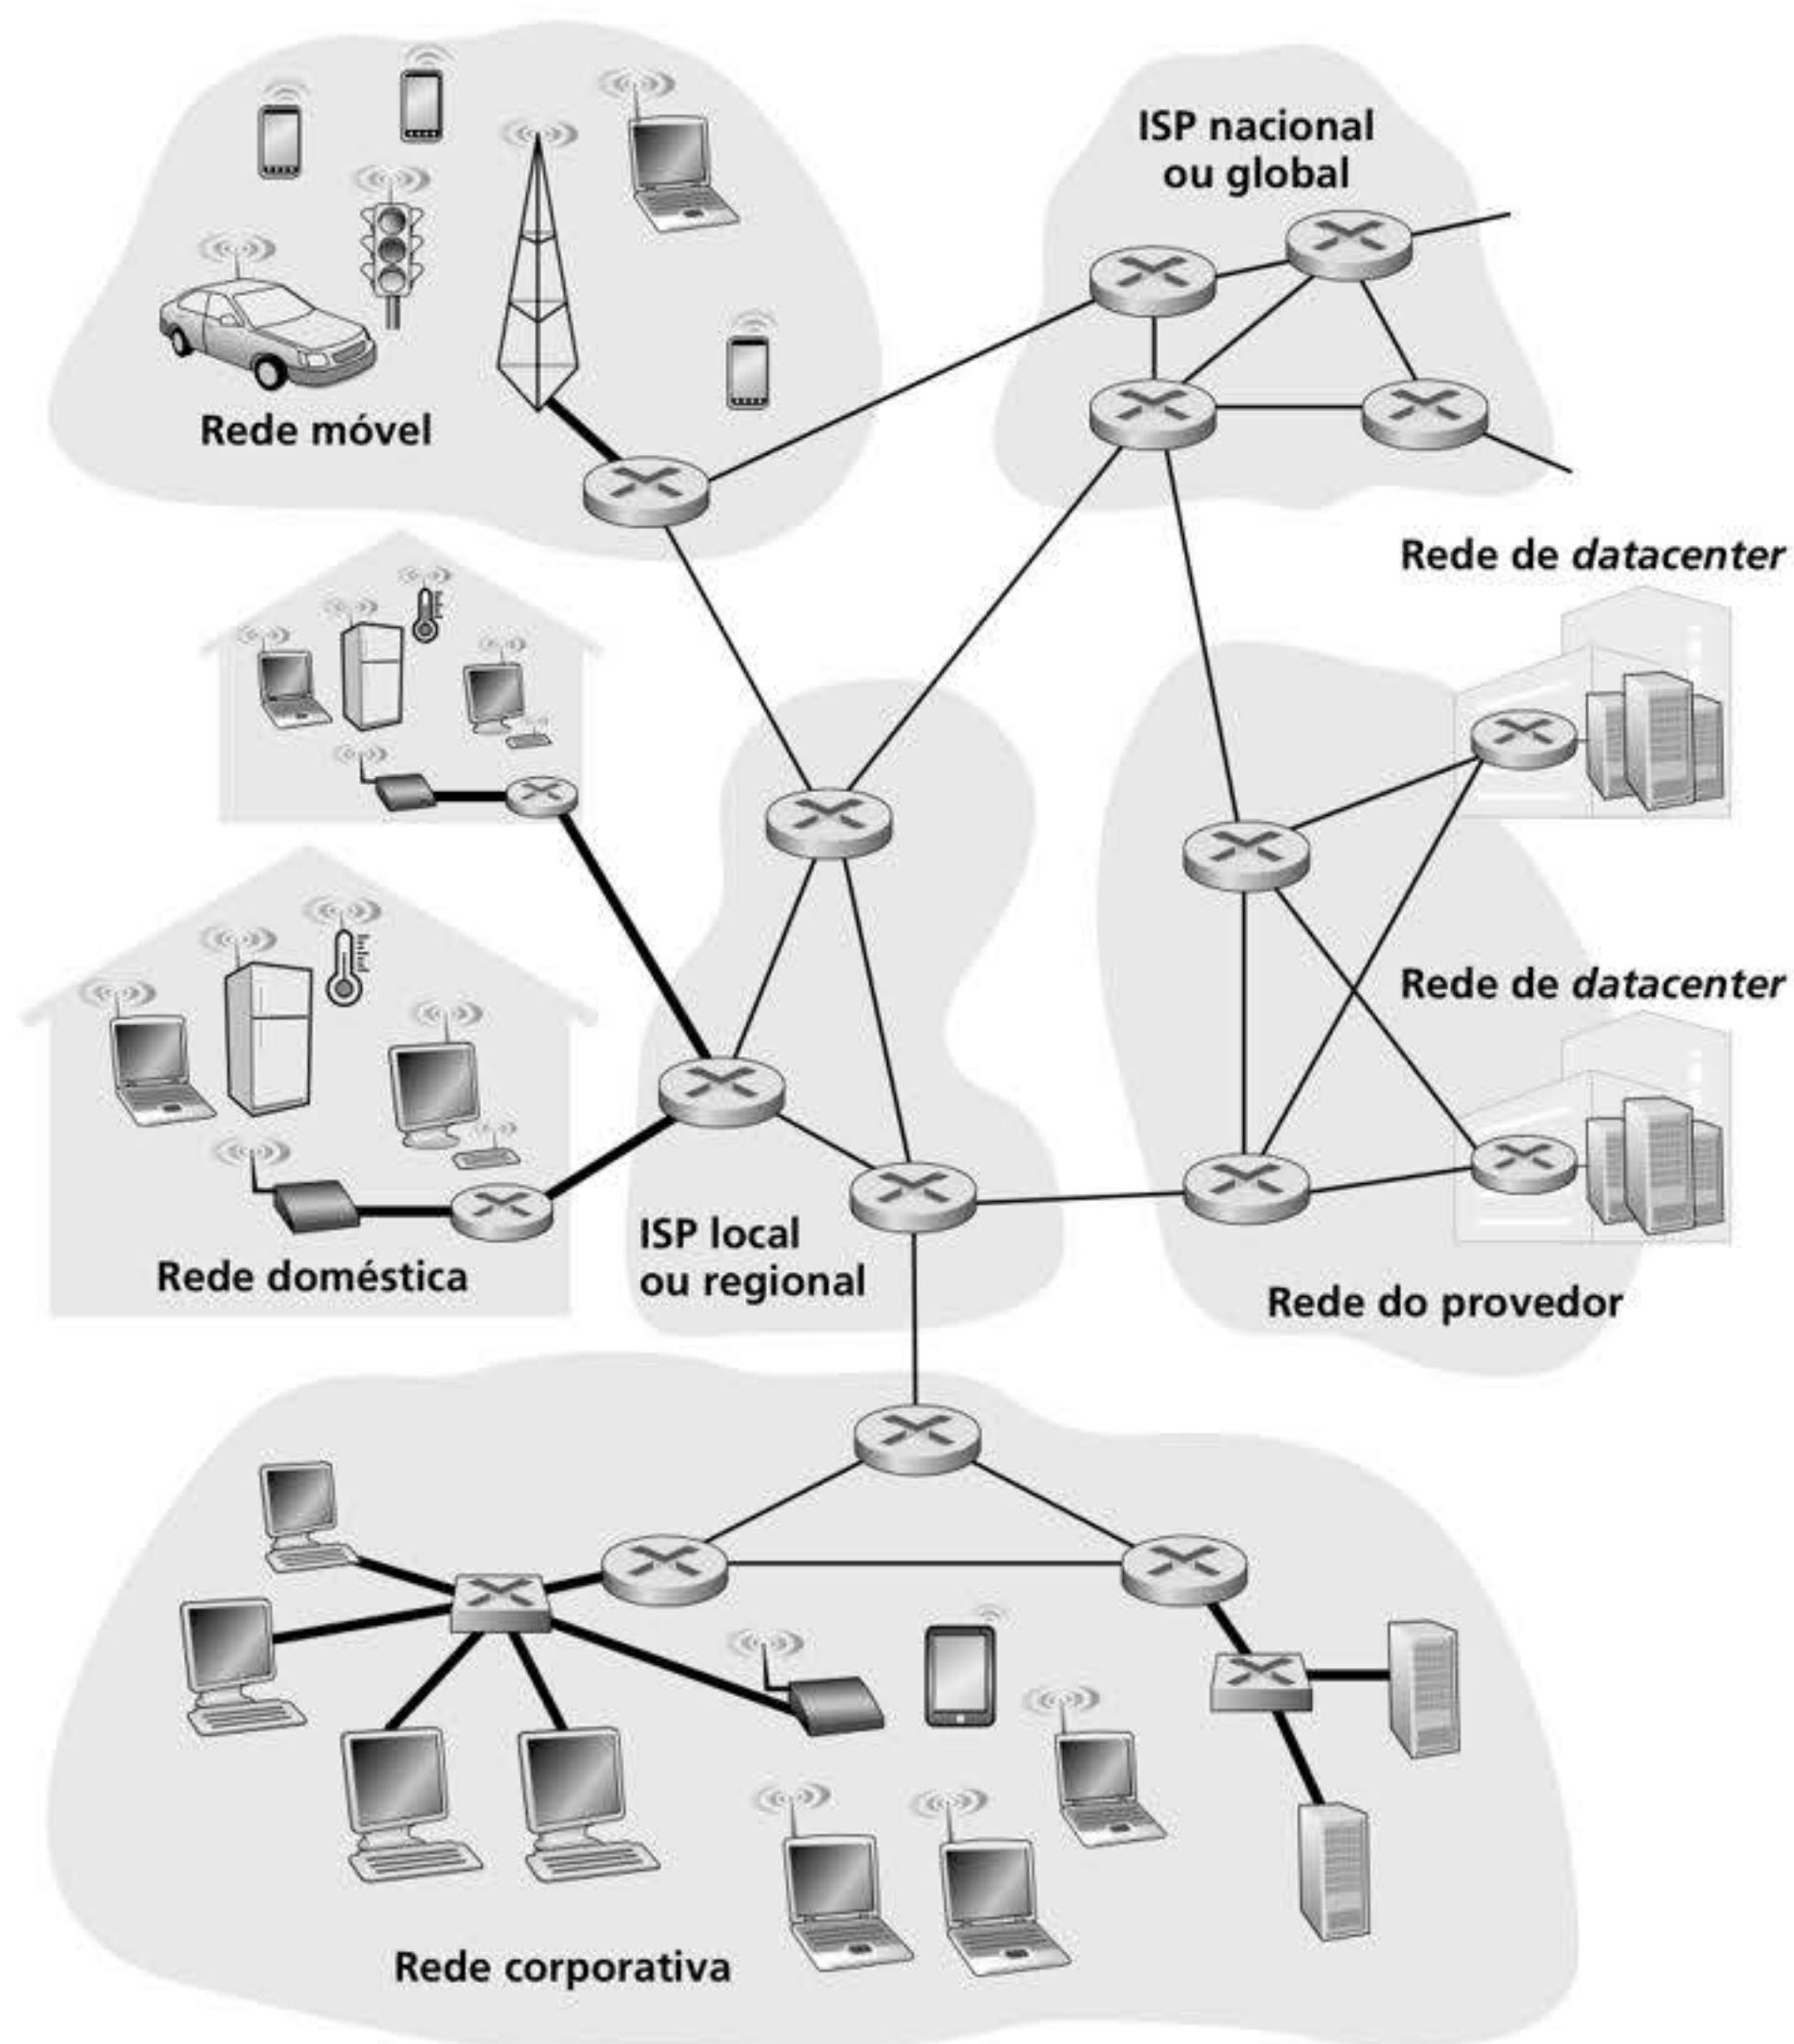 ISP nacional
ou global
Rede móvel
Rede de datacenter
Rede de datacenter
ISP local
ou regional
Rede doméstica
Rede do provedor
Rede corporativa